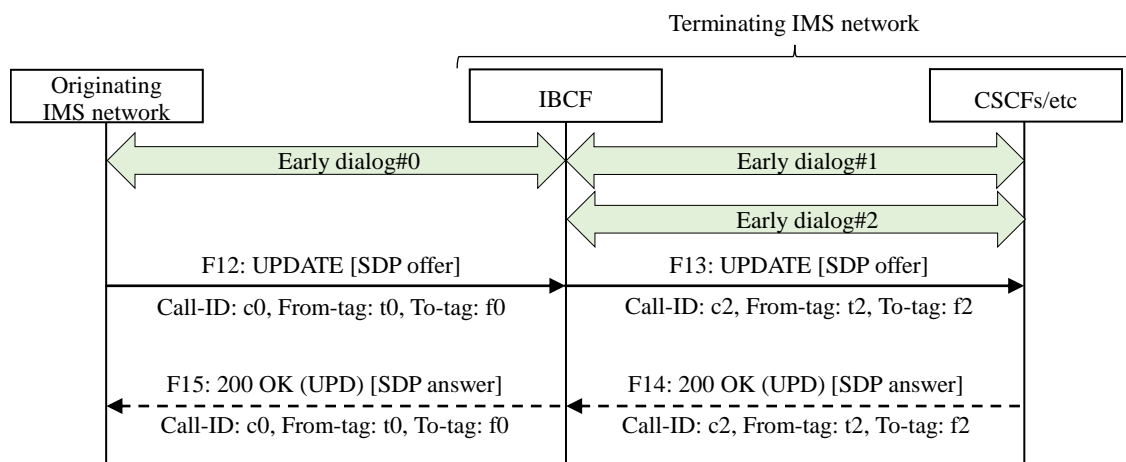 Terminating IMS network
Originating
IMS network
IBCF
CSCFs/etc
Early dialog#0
Early dialog#1
Early dialog#2
F12: UPDATE [SDP offer]
F13: UPDATE [SDP offer]
Call-ID: c0, From-tag: t0, To-tag: f0
Call-ID: c2, From-tag: t2, To-tag: f2
F15: 200 OK (UPD) [SDP answer]
F14: 200 OK (UPD) [SDP answer]
Call-ID: c0, From-tag: t0, To-tag: f0
Call-ID: c2, From-tag: t2, To-tag: f2